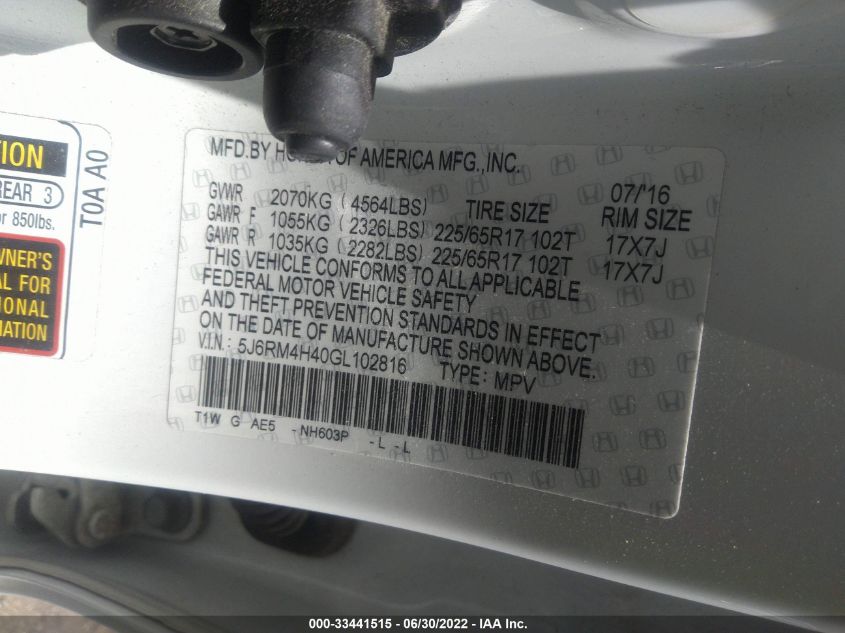 TION
REAR 3
or 850lbs.
WNER'S
AL FOR
IONAL
MATION
T0A A0
MFD.BY HONDA OF AMERICA MFG.,INC.
07/'16
GVWR 2070KG (4564LBS) TIRE SIZE RIM SIZE
GAWR F 1055KG (2326LBS) 225/65R17 102T 17X7J
GAWR R 1035KG (2282LBS) 225/65R17 102T 17X7J
THIS VEHICLE CONFORMS TO ALL APPLICABLE
FEDERAL MOTOR VEHICLE SAFETY
AND THEFT PREVENTION STANDARDS IN EFFECT
ON THE DATE OF MANUFACTURE SHOWN ABOVE.
V.I.N.: 5J6RM4H40GL102816 TYPE: MPV
T1W G AE5 -NH603P -L -L
000-33441515 - 06/30/2022 - IAA Inc.